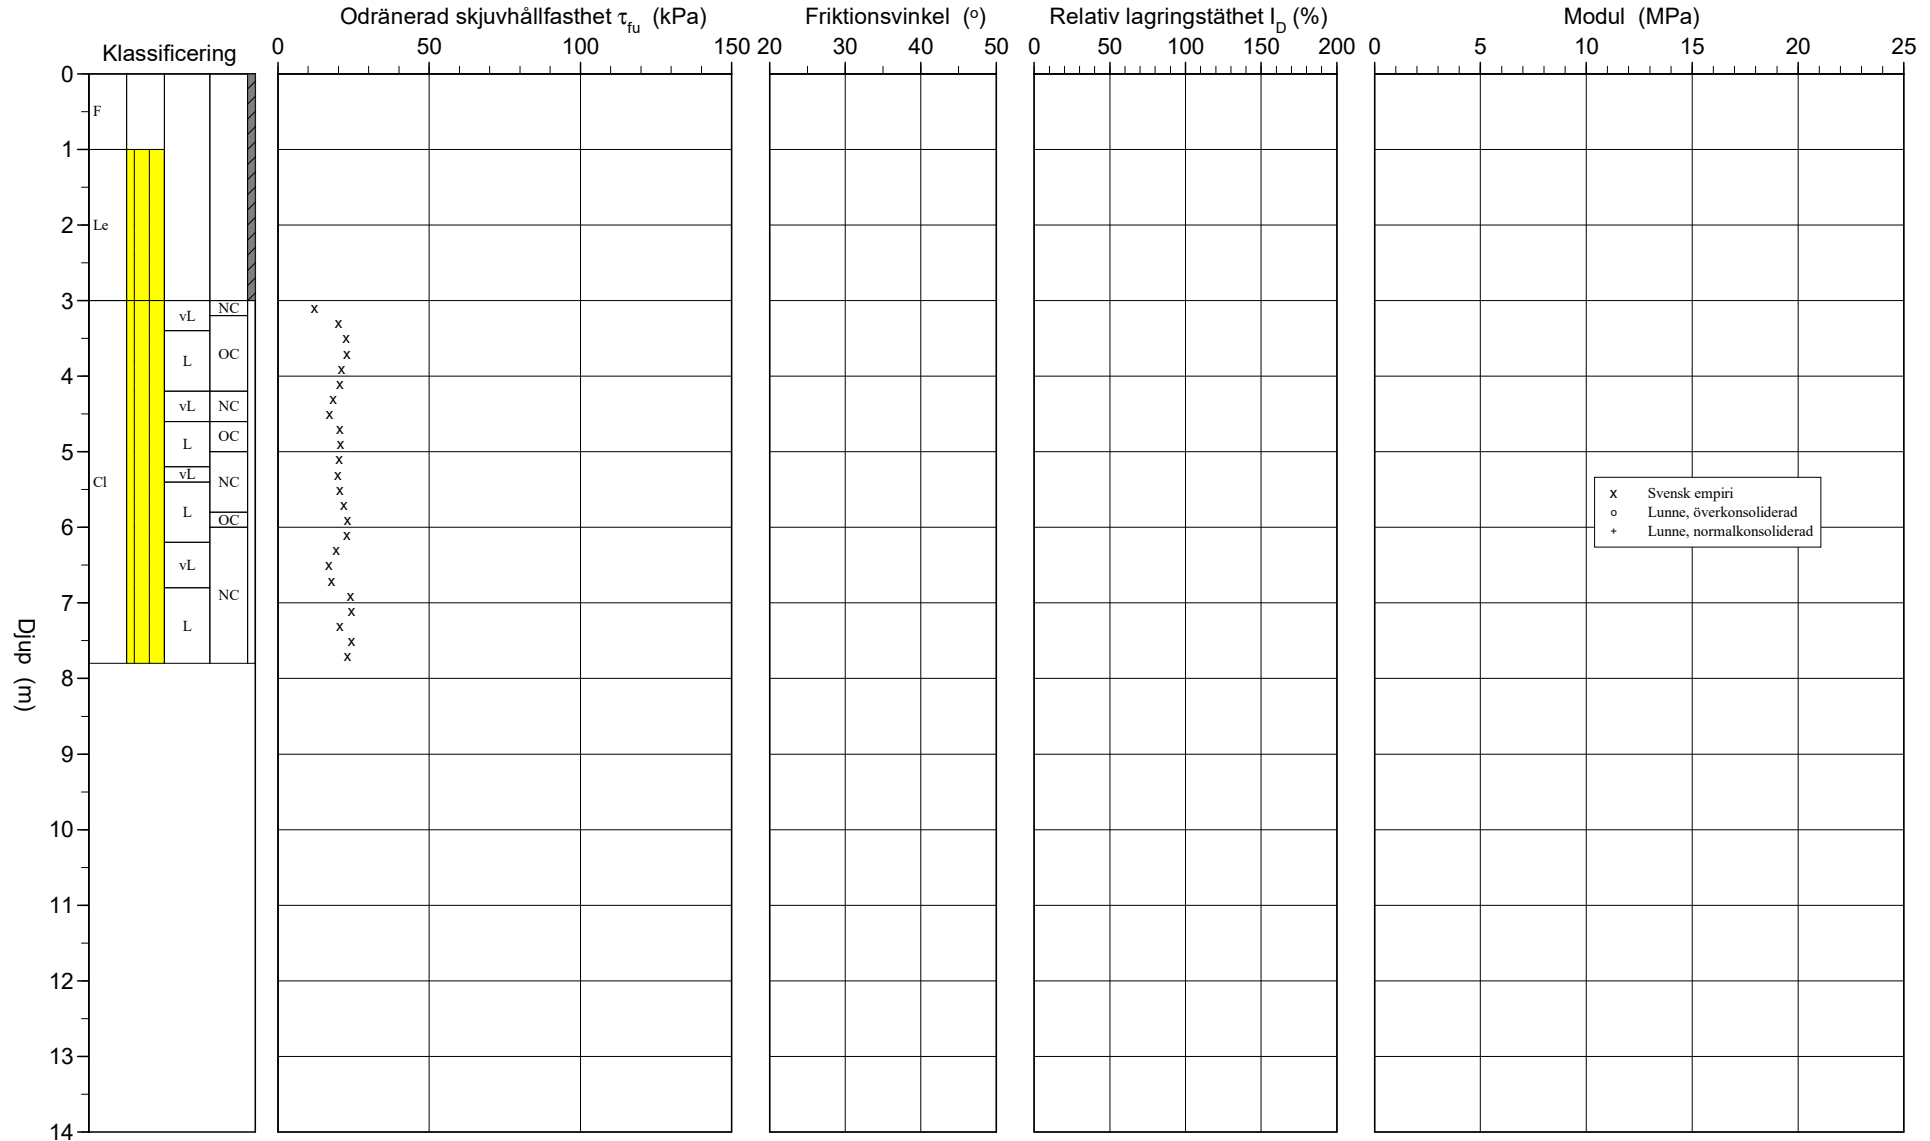 Odränerad skjuvhållfasthet τfu (kPa)
Friktionsvinkel (o)
Relativ lagringstäthet ID (%)
Modul (MPa)
Klassificering
0 50 100 150
20 30 40 50
0 50 100 150 200
0 5 10 15 20 25
Djup (m)
0
1
2
3
4
5
6
7
8
9
10
11
12
13
14
F
Le
Cl
vL
L
vL
L
vL
L
vL
L
NC
OC
NC
OC
NC
OC
NC
x Svensk empiri
o Lunne, överkonsoliderad
+ Lunne, normalkonsoliderad